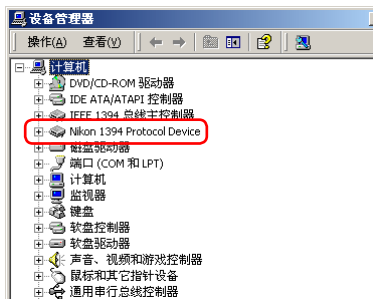 设备管理器
操作(A) 查看(V)
计算机
DVD/CD-ROM 驱动器
IDE ATA/ATAPI 控制器
IEEE 1394 总线主控制器
Nikon 1394 Protocol Device
磁盘驱动器
端口 (COM 和 LPT)
计算机
监视器
键盘
软盘控制器
软盘驱动器
声音、视频和游戏控制器
鼠标和其它指针设备
通用串行总线控制器